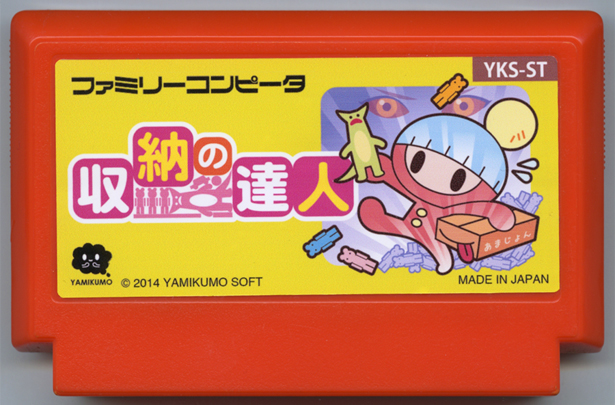 YKS-ST
ファミリーコンピータ
収納の達人
あまじょん
YAMIKUMO
© 2014 YAMIKUMO SOFT
MADE IN JAPAN